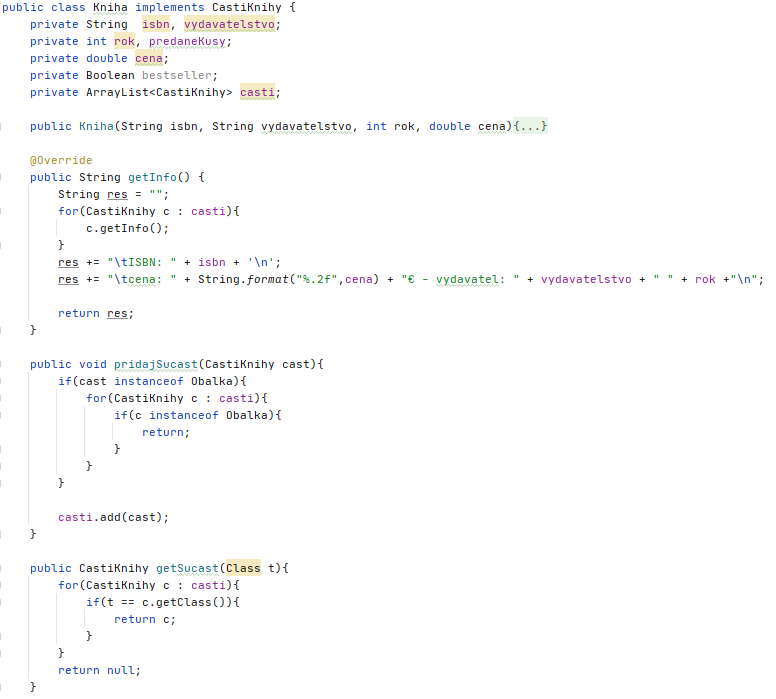 public class Kniha implements CastiKnihy {
    private String  isbn, vydavatelstvo;
    private int rok, predaneKusy;
    private double cena;
    private Boolean bestseller;
    private ArrayList<CastiKnihy> casti;

    public Kniha(String isbn, String vydavatelstvo, int rok, double cena){...}

    @Override
    public String getInfo() {
        String res = "";
        for(CastiKnihy c : casti){
            c.getInfo();
        }
        res += "\tISBN: " + isbn + '\n';
        res += "\tcena: " + String.format("%.2f",cena) + "€ - vydavatel: " + vydavatelstvo + " " + rok +"\n";

        return res;
    }

    public void pridajSucast(CastiKnihy cast){
        if(cast instanceof Obalka){
            for(CastiKnihy c : casti){
                if(c instanceof Obalka){
                    return;
                }
            }
        }

        casti.add(cast);
    }

    public CastiKnihy getSucast(Class t){
        for(CastiKnihy c : casti){
            if(t == c.getClass()){
                return c;
            }
        }
        return null;
    }